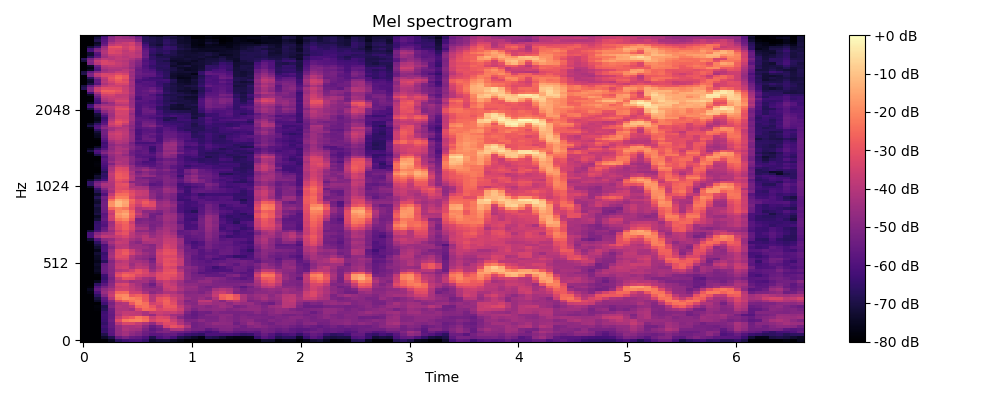 Mel spectrogram
Hz
2048
1024
512
0
0 1 2 3 4 5 6
Time
+0 dB
-10 dB
-20 dB
-30 dB
-40 dB
-50 dB
-60 dB
-70 dB
-80 dB